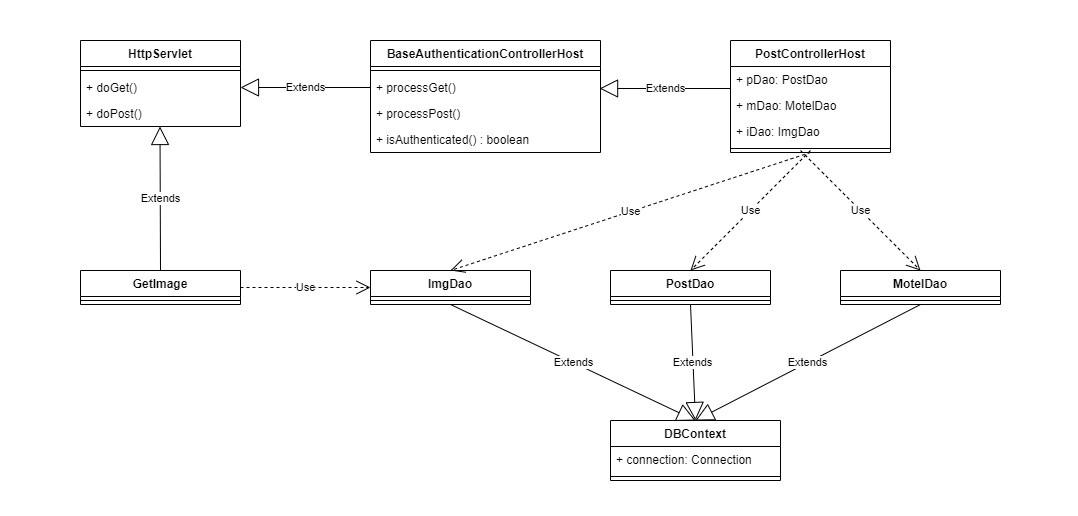 HttpServlet
+ doGet()
+ doPost()
Extends
BaseAuthenticationControllerHost
+ processGet()
+ processPost()
+ isAuthenticated() : boolean
Extends
PostControllerHost
+ pDao: PostDao
+ mDao: MotelDao
+ iDao: ImgDao
Extends
Use
Use
Use
GetImage
Use
ImgDao
PostDao
MotelDao
Extends
Extends
Extends
DBContext
+ connection: Connection